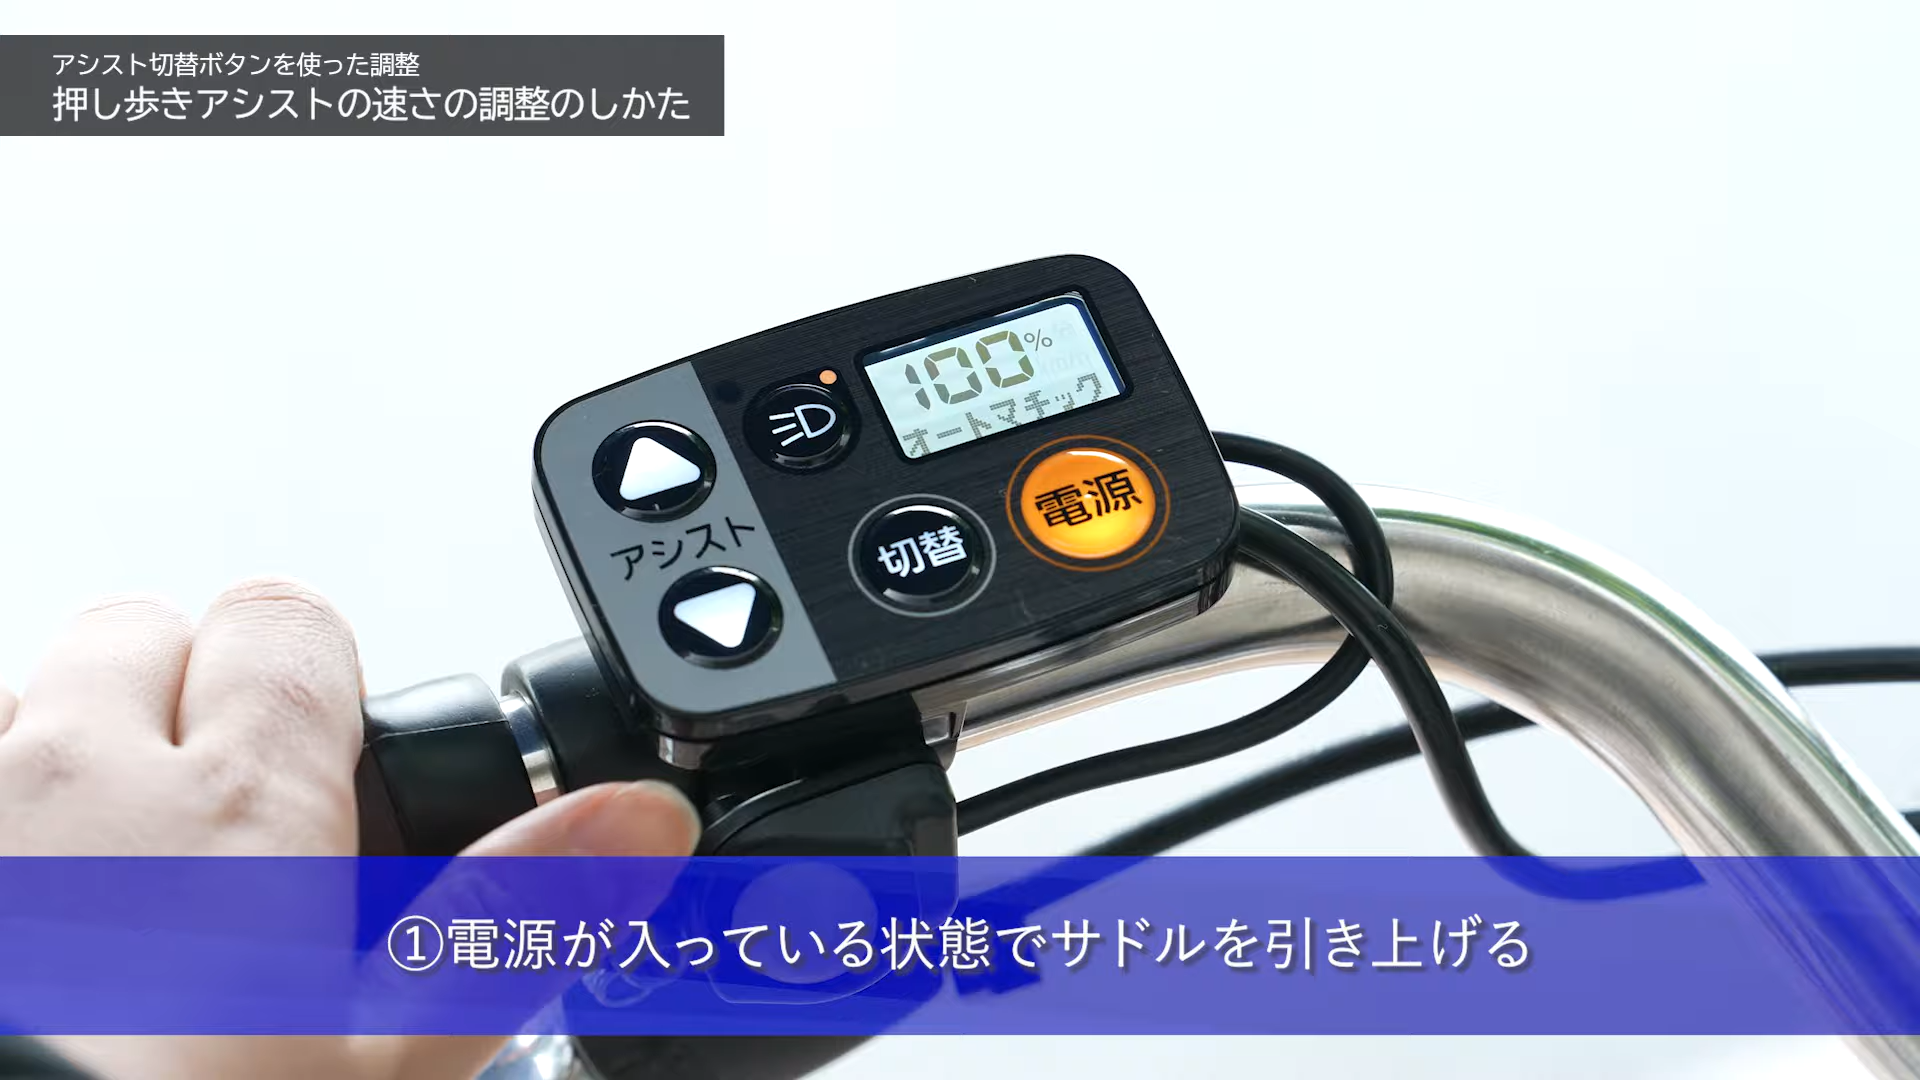 アシスト切替ボタンを使った調整
押し歩きアシストの速さの調整のしかた
100%
オートマチック
アシスト
切替
電源
①電源が入っている状態でサドルを引き上げる